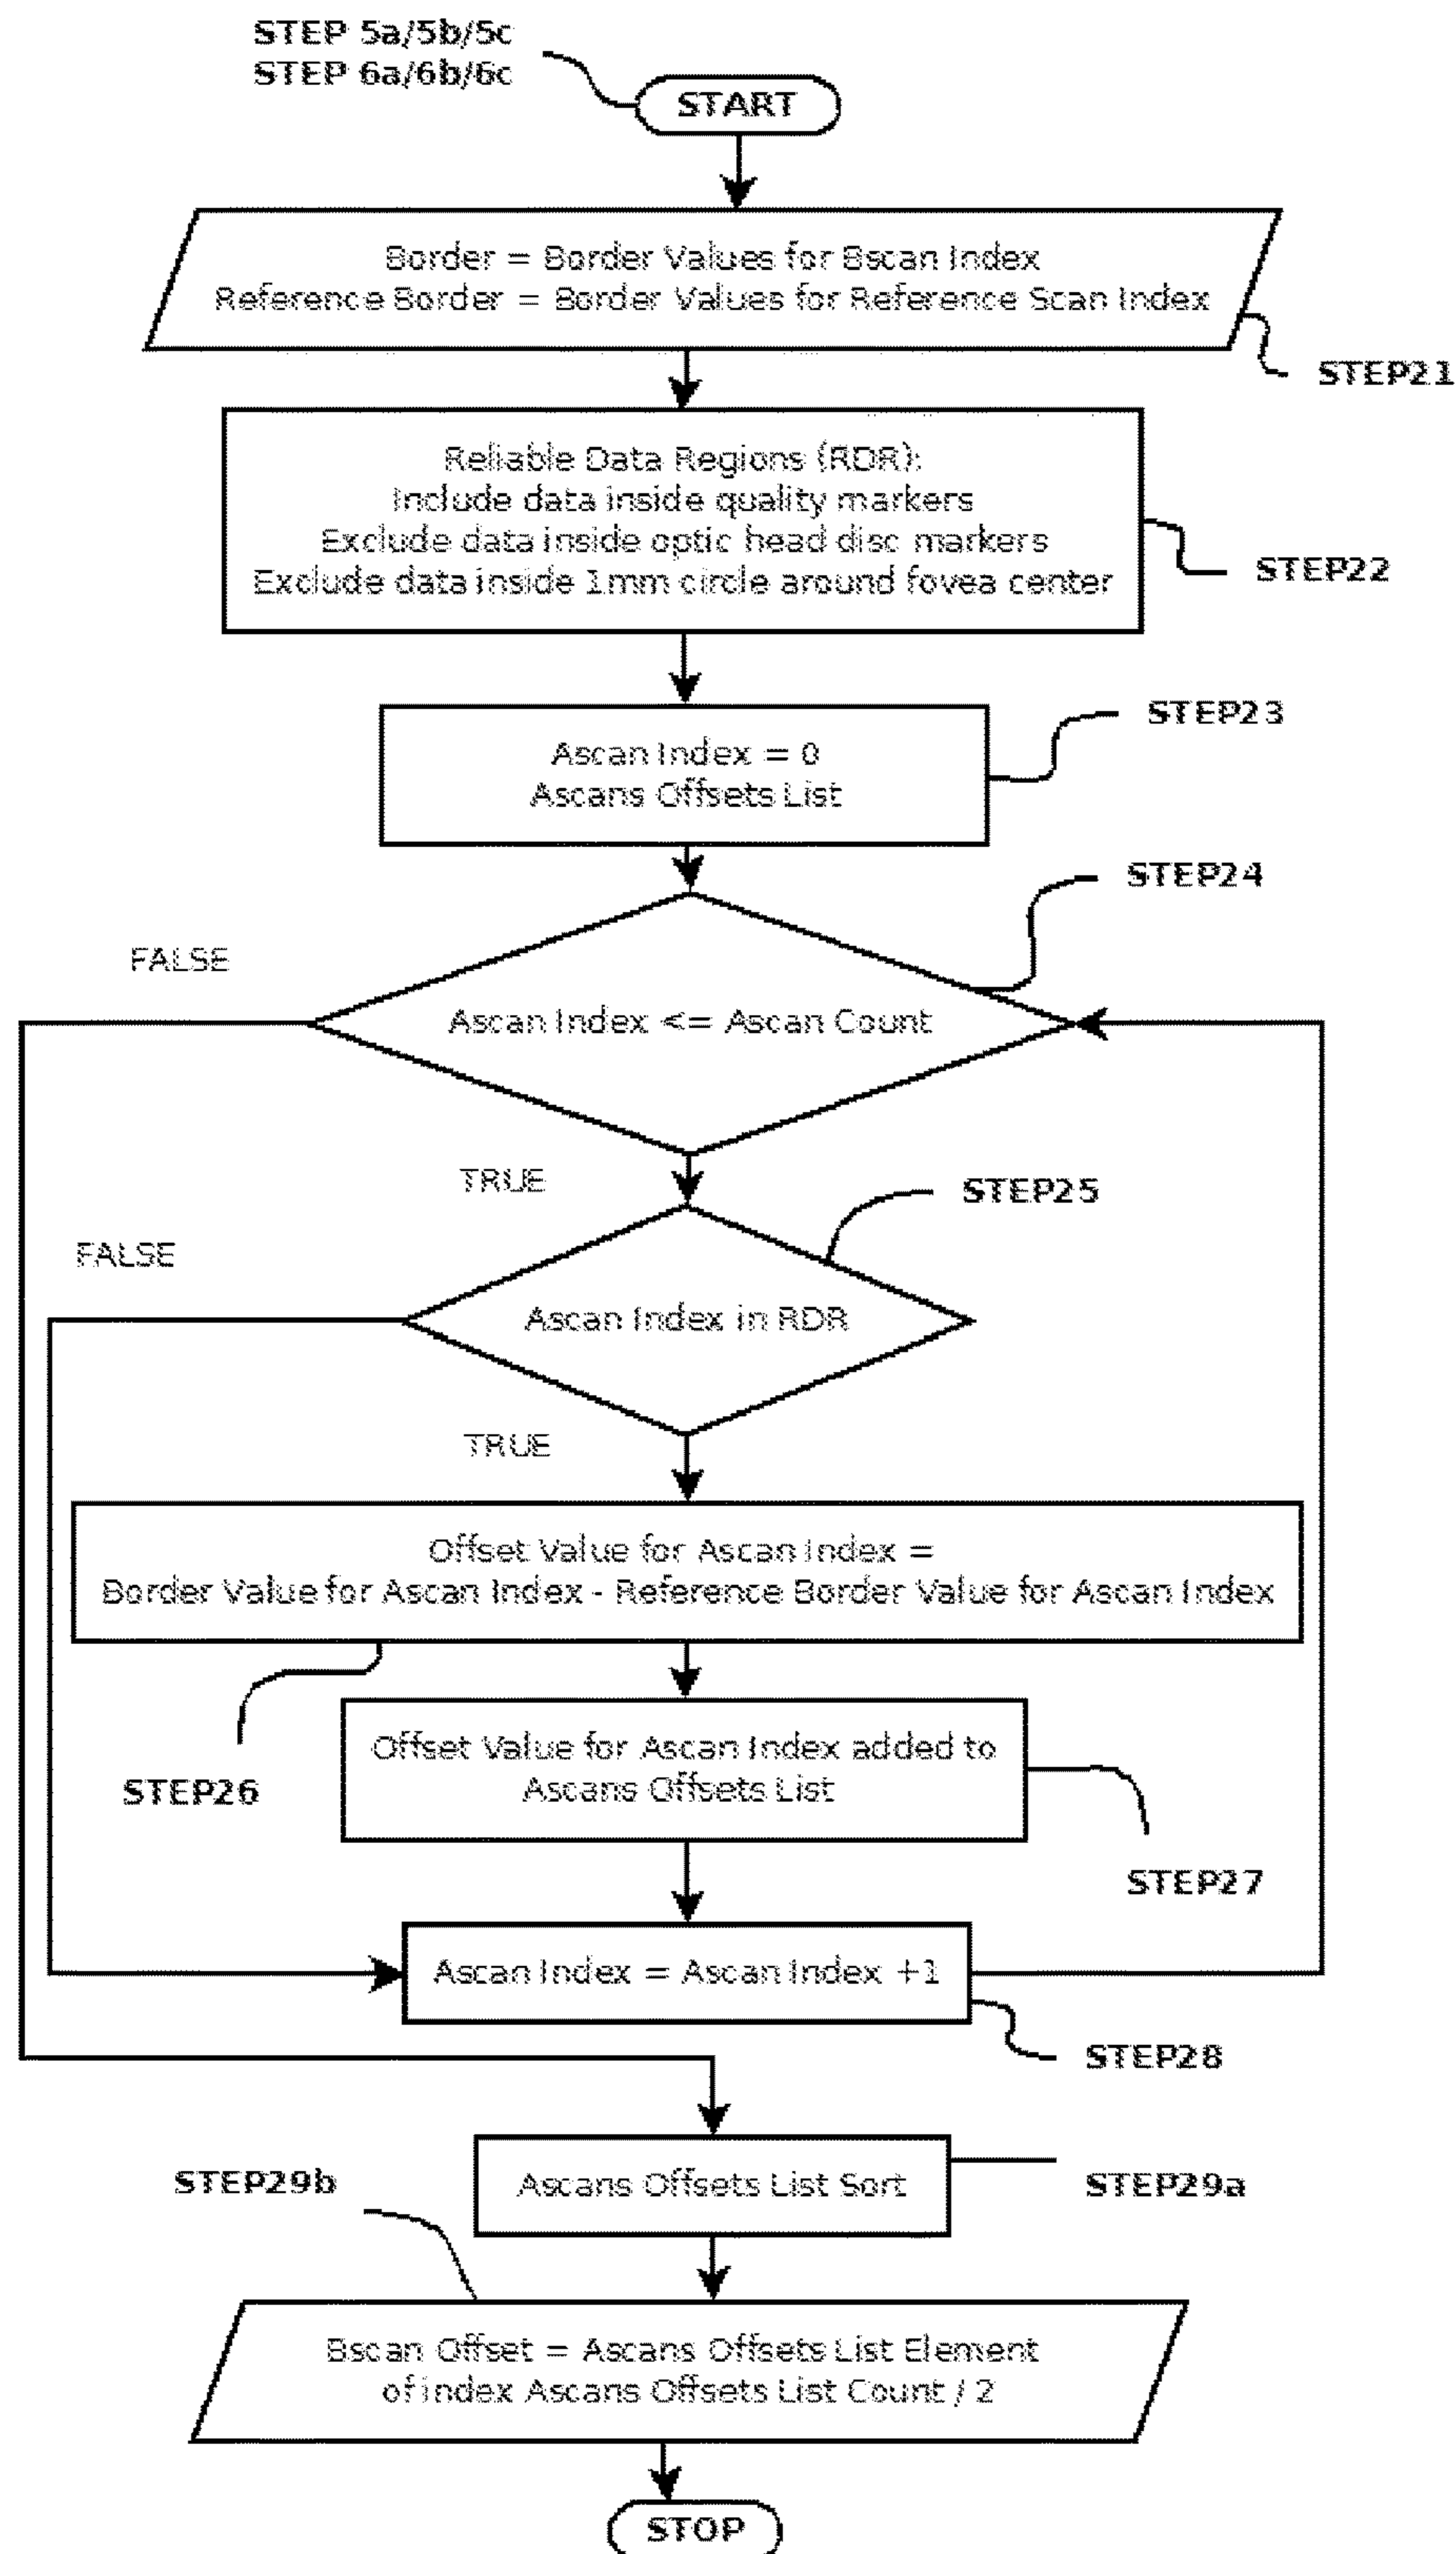 STEP 5a/5b/5c
STEP 6a/6b/6c
START
Border = Border Values for Bscan Index
Reference Border = Border Values for Reference Scan Index
STEP21
Reliable Data Regions (RDR):
Include data inside quality markers
Exclude data inside optic head disc markers
Exclude data inside 1mm circle around fovea center
STEP22
STEP23
Ascan Index = 0
Ascans Offsets List
STEP24
FALSE
Ascan Index <= Ascan Count
TRUE
STEP25
FALSE
Ascan Index in RDR
TRUE
Offset Value for Ascan Index =
Border Value for Ascan Index - Reference Border Value for Ascan Index
STEP26
Offset Value for Ascan Index added to
Ascans Offsets List
STEP27
Ascan Index = Ascan Index +1
STEP28
STEP29b
Ascans Offsets List Sort
STEP29a
Bscan Offset = Ascans Offsets List Element
of index Ascans Offsets List Count / 2
STOP